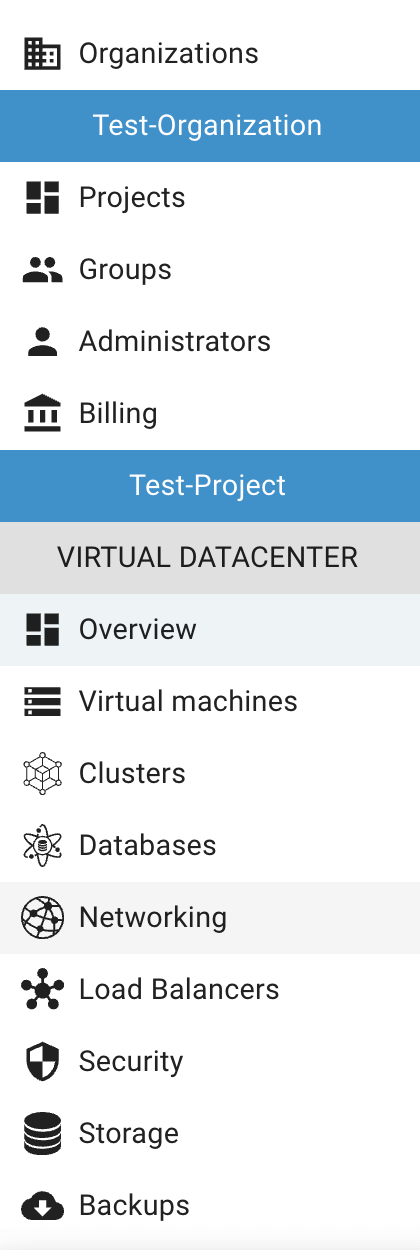 Organizations
Test-Organization
Projects
Groups
Administrators
Billing
Test-Project
VIRTUAL DATACENTER
Overview
Virtual machines
Clusters
Databases
Networking
Load Balancers
Security
Storage
Backups